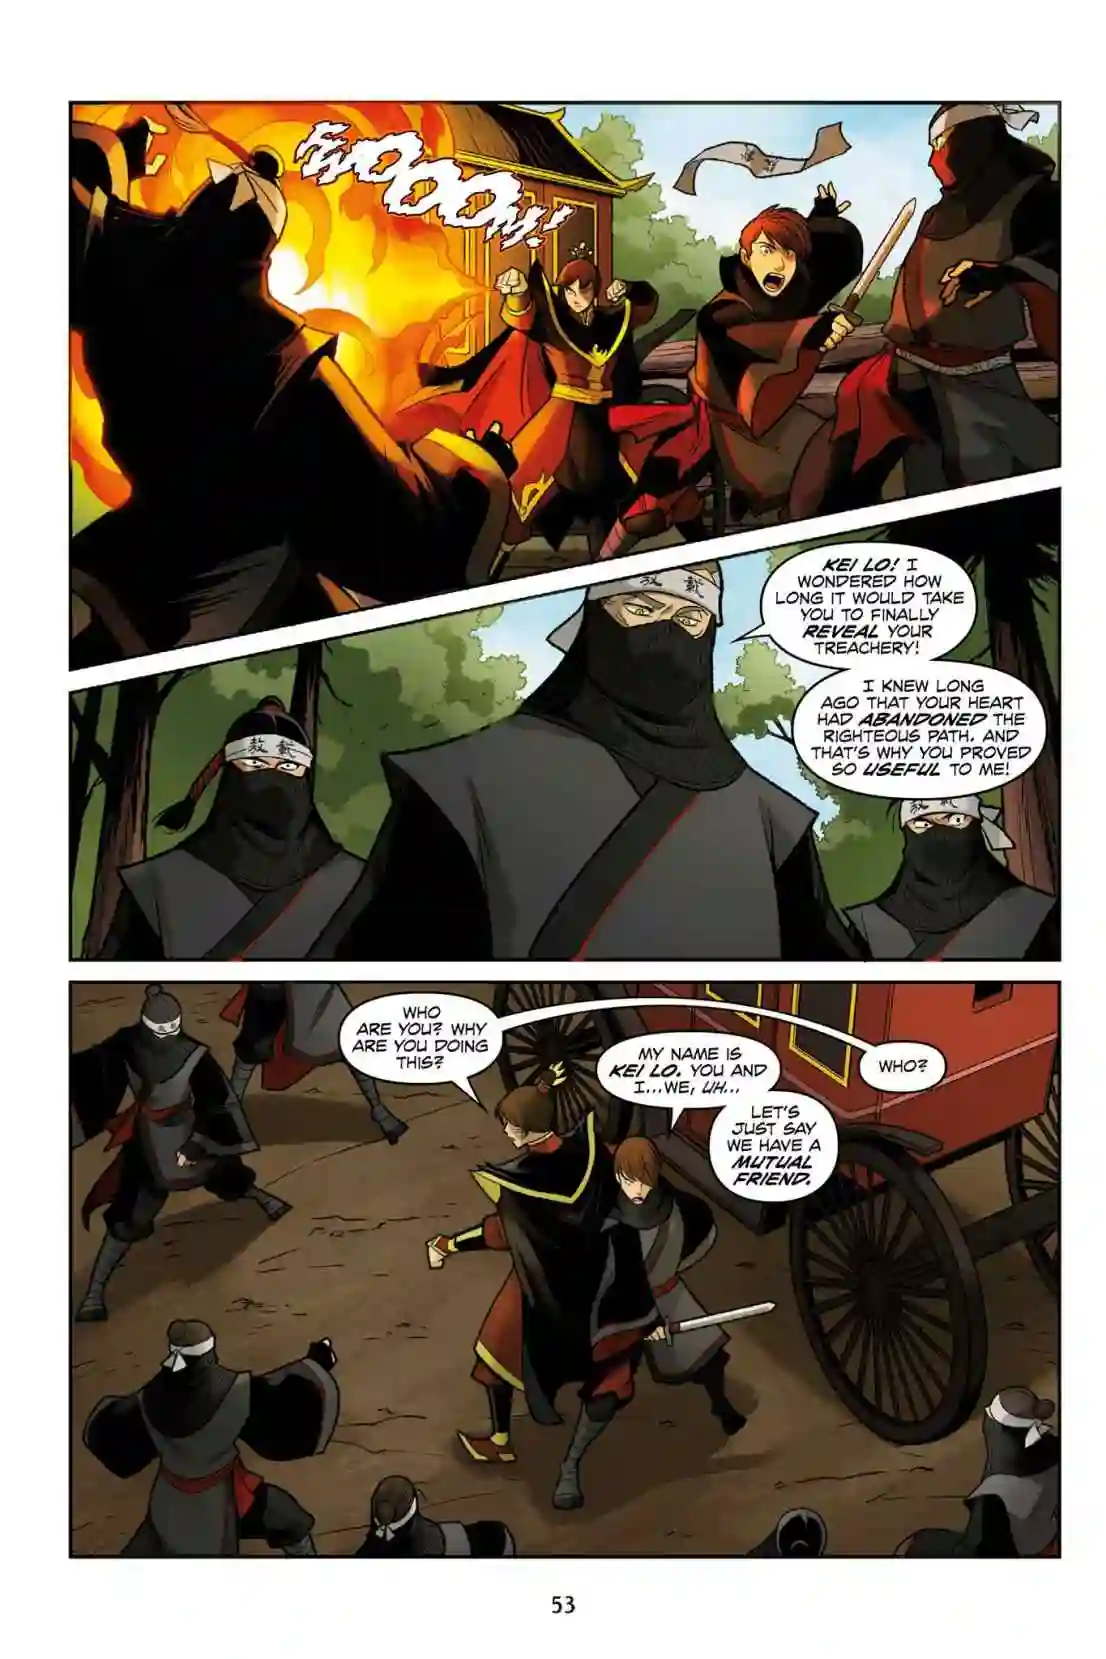 FWOOOOM!!
KEI LO! I
WONDERED HOW
LONG IT WOULD TAKE
YOU TO FINALLY
REVEAL YOUR
TREACHERY!
I KNEW LONG
AGO THAT YOUR HEART
HAD ABANDONED THE
RIGHTEOUS PATH. AND
THAT'S WHY YOU PROVED
SO USEFUL TO ME!
WHO
ARE YOU? WHY
ARE YOU DOING
THIS?
MY NAME IS
KEI LO. YOU AND
I...WE, UH...
LET'S
JUST SAY
WE HAVE A
MUTUAL
FRIEND.
WHO?
53